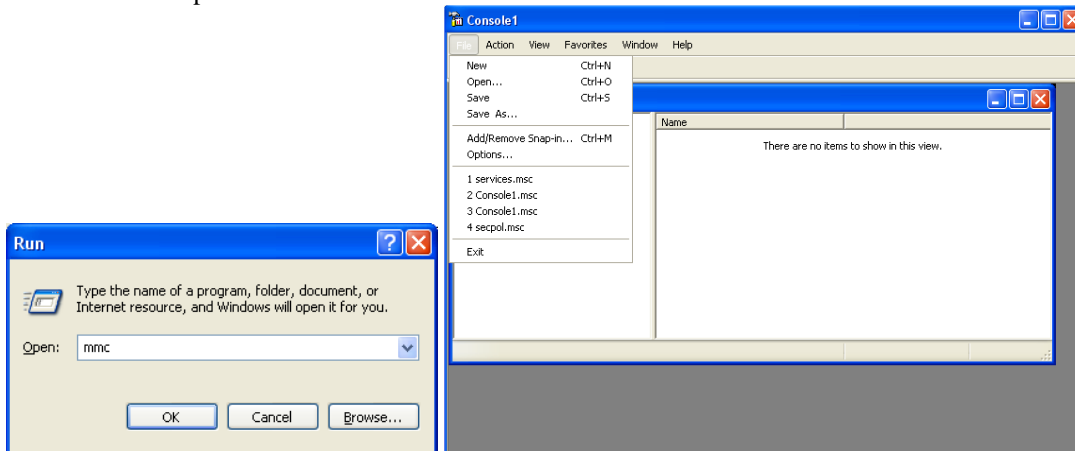 Console1
File Action View Favorites Window Help
New Ctrl+N
Open... Ctrl+O
Save Ctrl+S
Save As...
Add/Remove Snap-in... Ctrl+M
Options...
1 services.msc
2 Console1.msc
3 Console1.msc
4 secpol.msc
Exit
Name
There are no items to show in this view.
Run
Type the name of a program, folder, document, or
Internet resource, and Windows will open it for you.
Open: mmc
OK Cancel Browse...